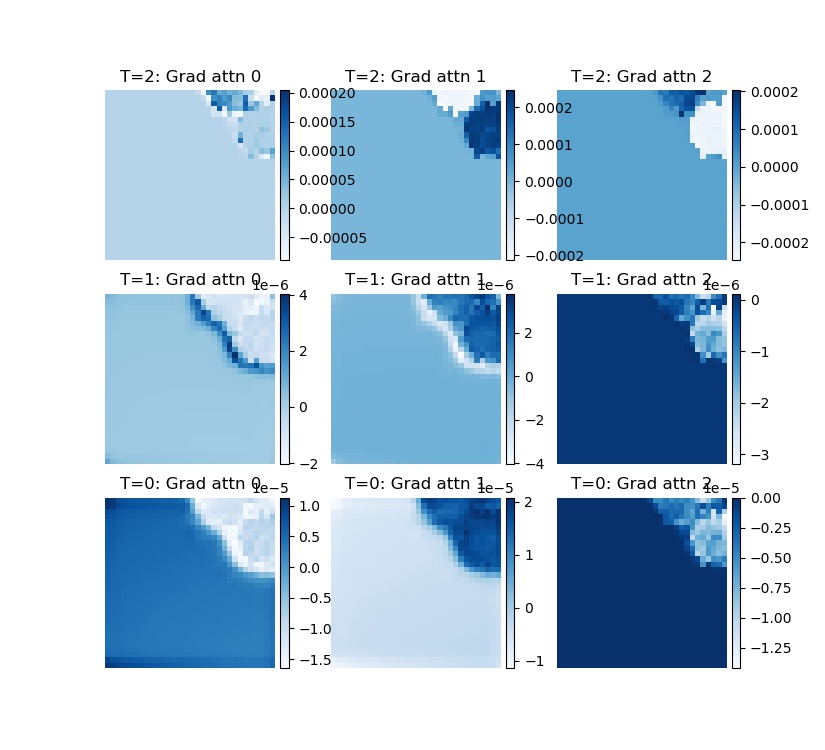 T=2: Grad attn 0
0.00020
0.00015
0.00010
0.00005
0.00000
−0.00005
T=2: Grad attn 1
0.0002
0.0001
0.0000
−0.0001
−0.0002
T=2: Grad attn 2
0.0002
0.0001
0.0000
−0.0001
−0.0002
T=1: Grad attn 0
1e−6
4
2
0
−2
T=1: Grad attn 1
1e−6
2
0
−2
−4
T=1: Grad attn 2
1e−6
0
−1
−2
−3
T=0: Grad attn 0
1e−5
1.0
0.5
0.0
−0.5
−1.0
−1.5
T=0: Grad attn 1
1e−5
2
1
0
−1
T=0: Grad attn 2
1e−5
0.00
−0.25
−0.50
−0.75
−1.00
−1.25